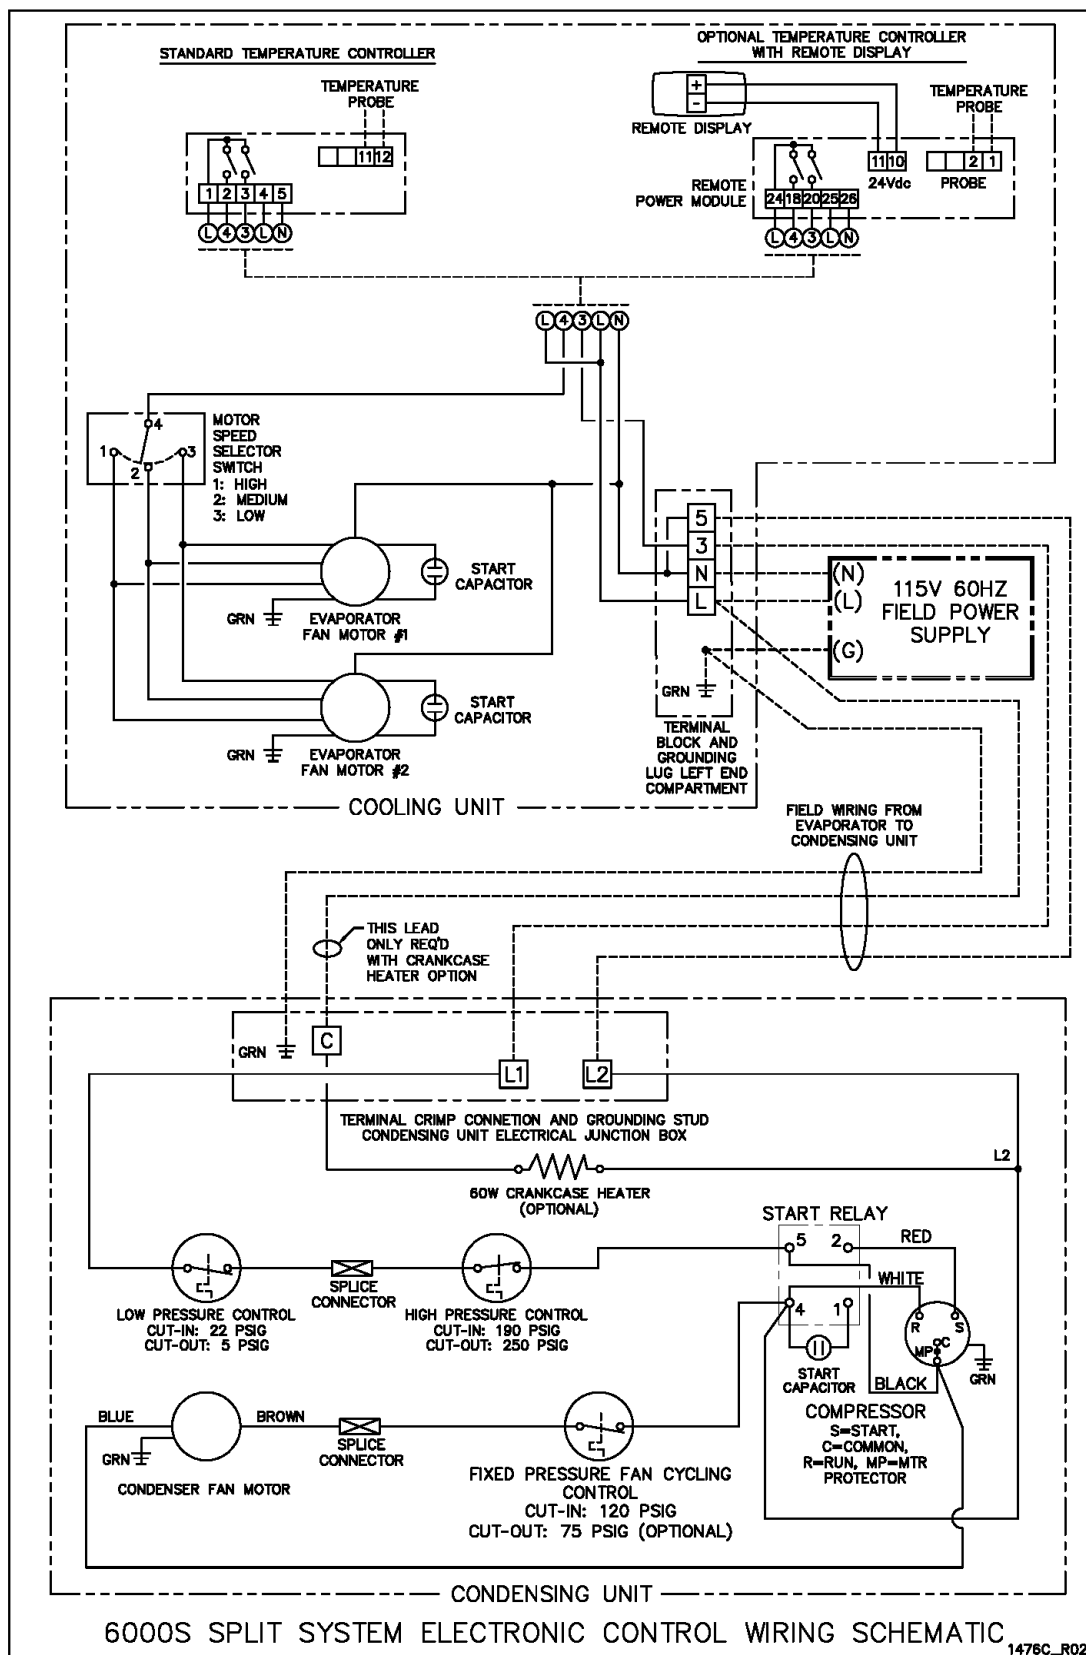 STANDARD TEMPERATURE CONTROLLER
OPTIONAL TEMPERATURE CONTROLLER
WITH REMOTE DISPLAY
TEMPERATURE
PROBE
11 12
1 2 3 4 5
L 4 3 L N
+
-
REMOTE DISPLAY
TEMPERATURE
PROBE
11 10
24Vdc
2 1
PROBE
REMOTE
POWER MODULE
24 18 20 25 26
L 4 3 L N
L 4 3 L N
4
1
3
2
MOTOR
SPEED
SELECTOR
SWITCH
1: HIGH
2: MEDIUM
3: LOW
START
CAPACITOR
GRN
EVAPORATOR
FAN MOTOR #1
START
CAPACITOR
GRN
EVAPORATOR
FAN MOTOR #2
5
3
N
L
GRN
TERMINAL
BLOCK AND
GROUNDING
LUG LEFT END
COMPARTMENT
(N)
(L)
(G)
115V 60HZ
FIELD POWER
SUPPLY
COOLING UNIT
FIELD WIRING FROM
EVAPORATOR TO
CONDENSING UNIT
THIS LEAD
ONLY REQ'D
WITH CRANKCASE
HEATER OPTION
GRN
C
L1
L2
TERMINAL CRIMP CONNETION AND GROUNDING STUD
CONDENSING UNIT ELECTRICAL JUNCTION BOX
L2
60W CRANKCASE HEATER
(OPTIONAL)
START RELAY
5 2
RED
WHITE
4 1
LOW PRESSURE CONTROL
CUT-IN: 22 PSIG
CUT-OUT: 5 PSIG
SPLICE
CONNECTOR
HIGH PRESSURE CONTROL
CUT-IN: 190 PSIG
CUT-OUT: 250 PSIG
START
CAPACITOR
BLACK
R S
C
MP
GRN
COMPRESSOR
S=START,
C=COMMON,
R=RUN, MP=MTR
PROTECTOR
BLUE
BROWN
GRN
CONDENSER FAN MOTOR
SPLICE
CONNECTOR
FIXED PRESSURE FAN CYCLING
CONTROL
CUT-IN: 120 PSIG
CUT-OUT: 75 PSIG (OPTIONAL)
CONDENSING UNIT
6000S SPLIT SYSTEM ELECTRONIC CONTROL WIRING SCHEMATIC
1476C_R02